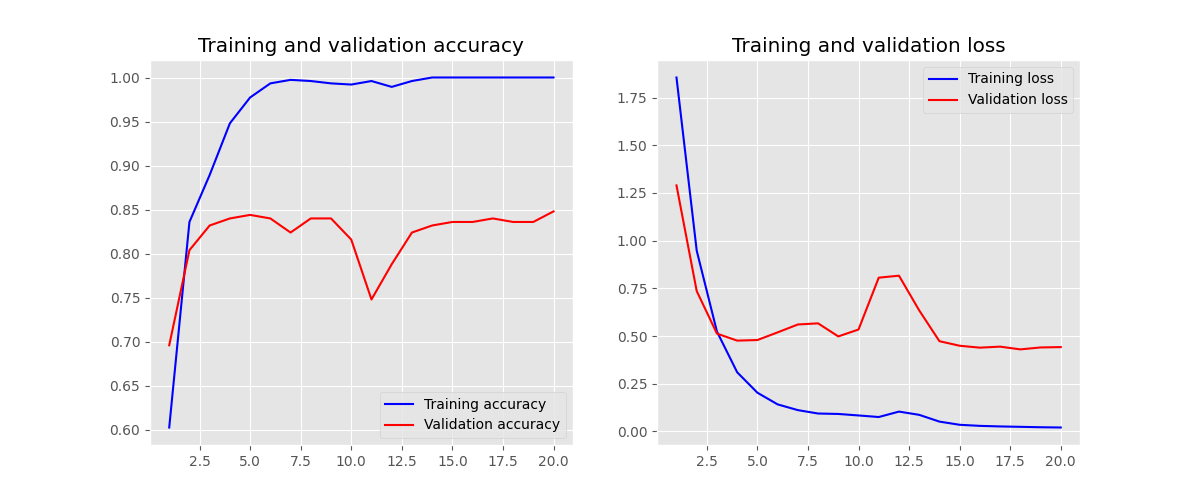 Training and validation accuracy
1.00
0.95
0.90
0.85
0.80
0.75
0.70
0.65
0.60
Training accuracy
Validation accuracy
2.5 5.0 7.5 10.0 12.5 15.0 17.5 20.0
Training and validation loss
Training loss
Validation loss
1.75
1.50
1.25
1.00
0.75
0.50
0.25
0.00
2.5 5.0 7.5 10.0 12.5 15.0 17.5 20.0